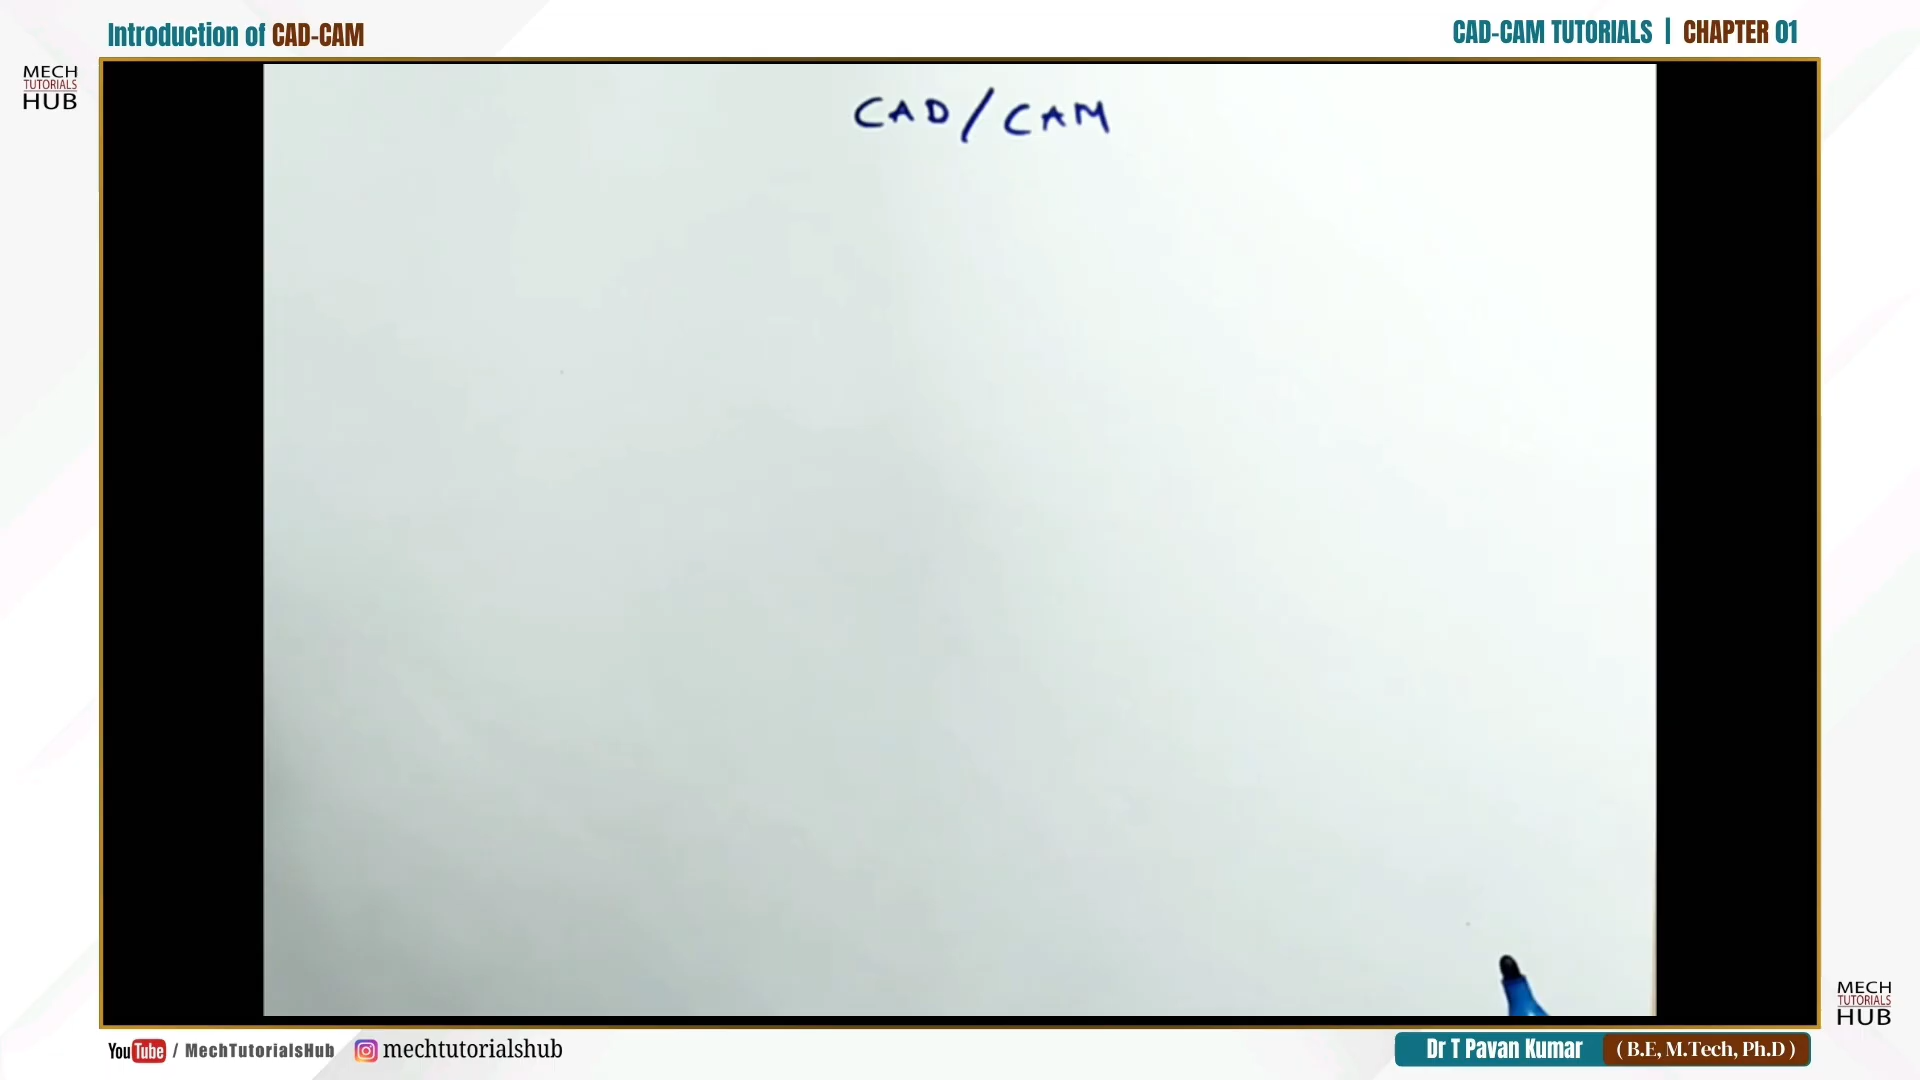 Introduction of CAD-CAM
CAD-CAM TUTORIALS | CHAPTER 01
MECH
TUTORIALS
HUB
CAD/CAM
MECH
TUTORIALS
HUB
YouTube / MechTutorialsHub
mechtutorialshub
Dr T Pavan Kumar (B.E, M.Tech, Ph.D)